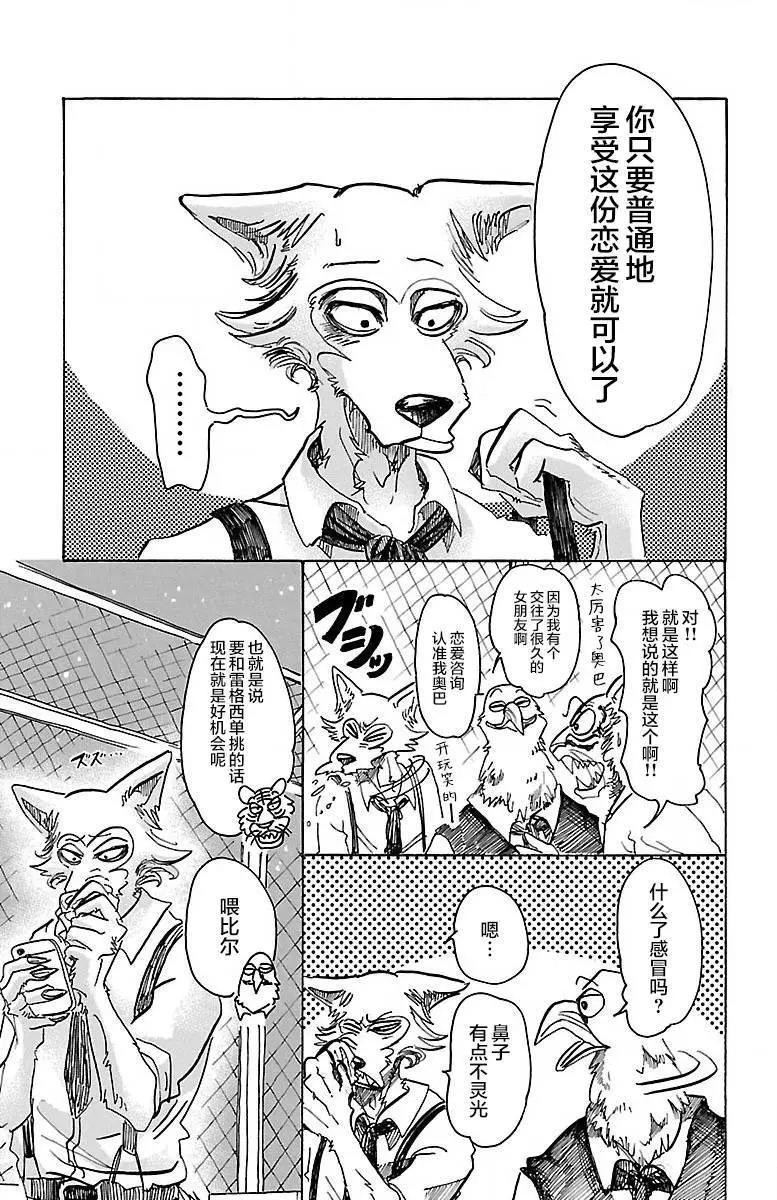 你只要普通地
享受这份恋爱就可以了
……
对!!
就是这样啊
我想说的就是这个啊!!
太厉害了奥巴
因为我有个
交往了很久的
女朋友啊
恋爱咨询
认准我奥巴
开玩笑的
ブシッ
什么了感冒吗?
嗯…
鼻子
有点不灵光
也就是说
要和雷格西单挑的话
现在就是好机会呢
ズズ…
喂比尔